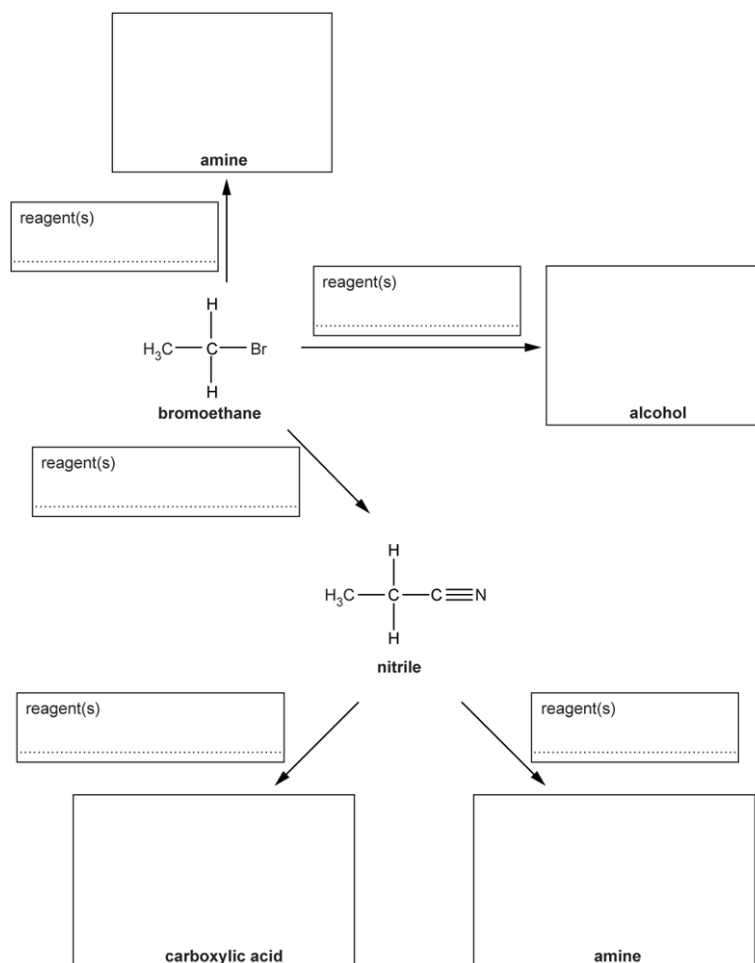 amine
reagent(s)
reagent(s)
H
H₃C C Br
H
bromoethane
alcohol
reagent(s)
H
H₃C C C N
H
nitrile
reagent(s)
reagent(s)
carboxylic acid
amine